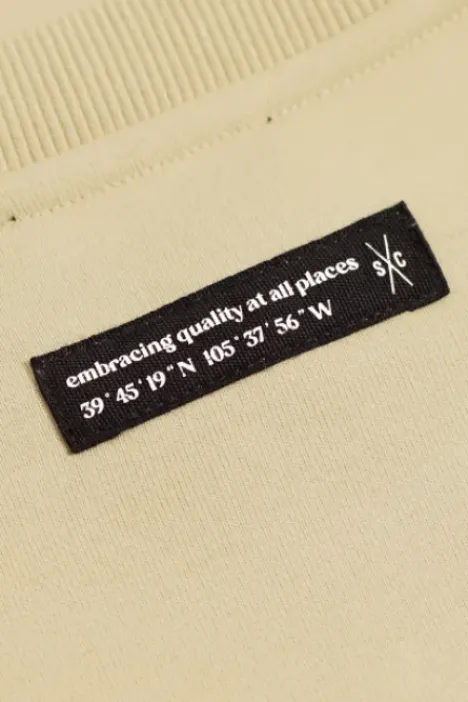 embracing quality at all places
39° 45' 19" N 105° 37' 56" W
S C